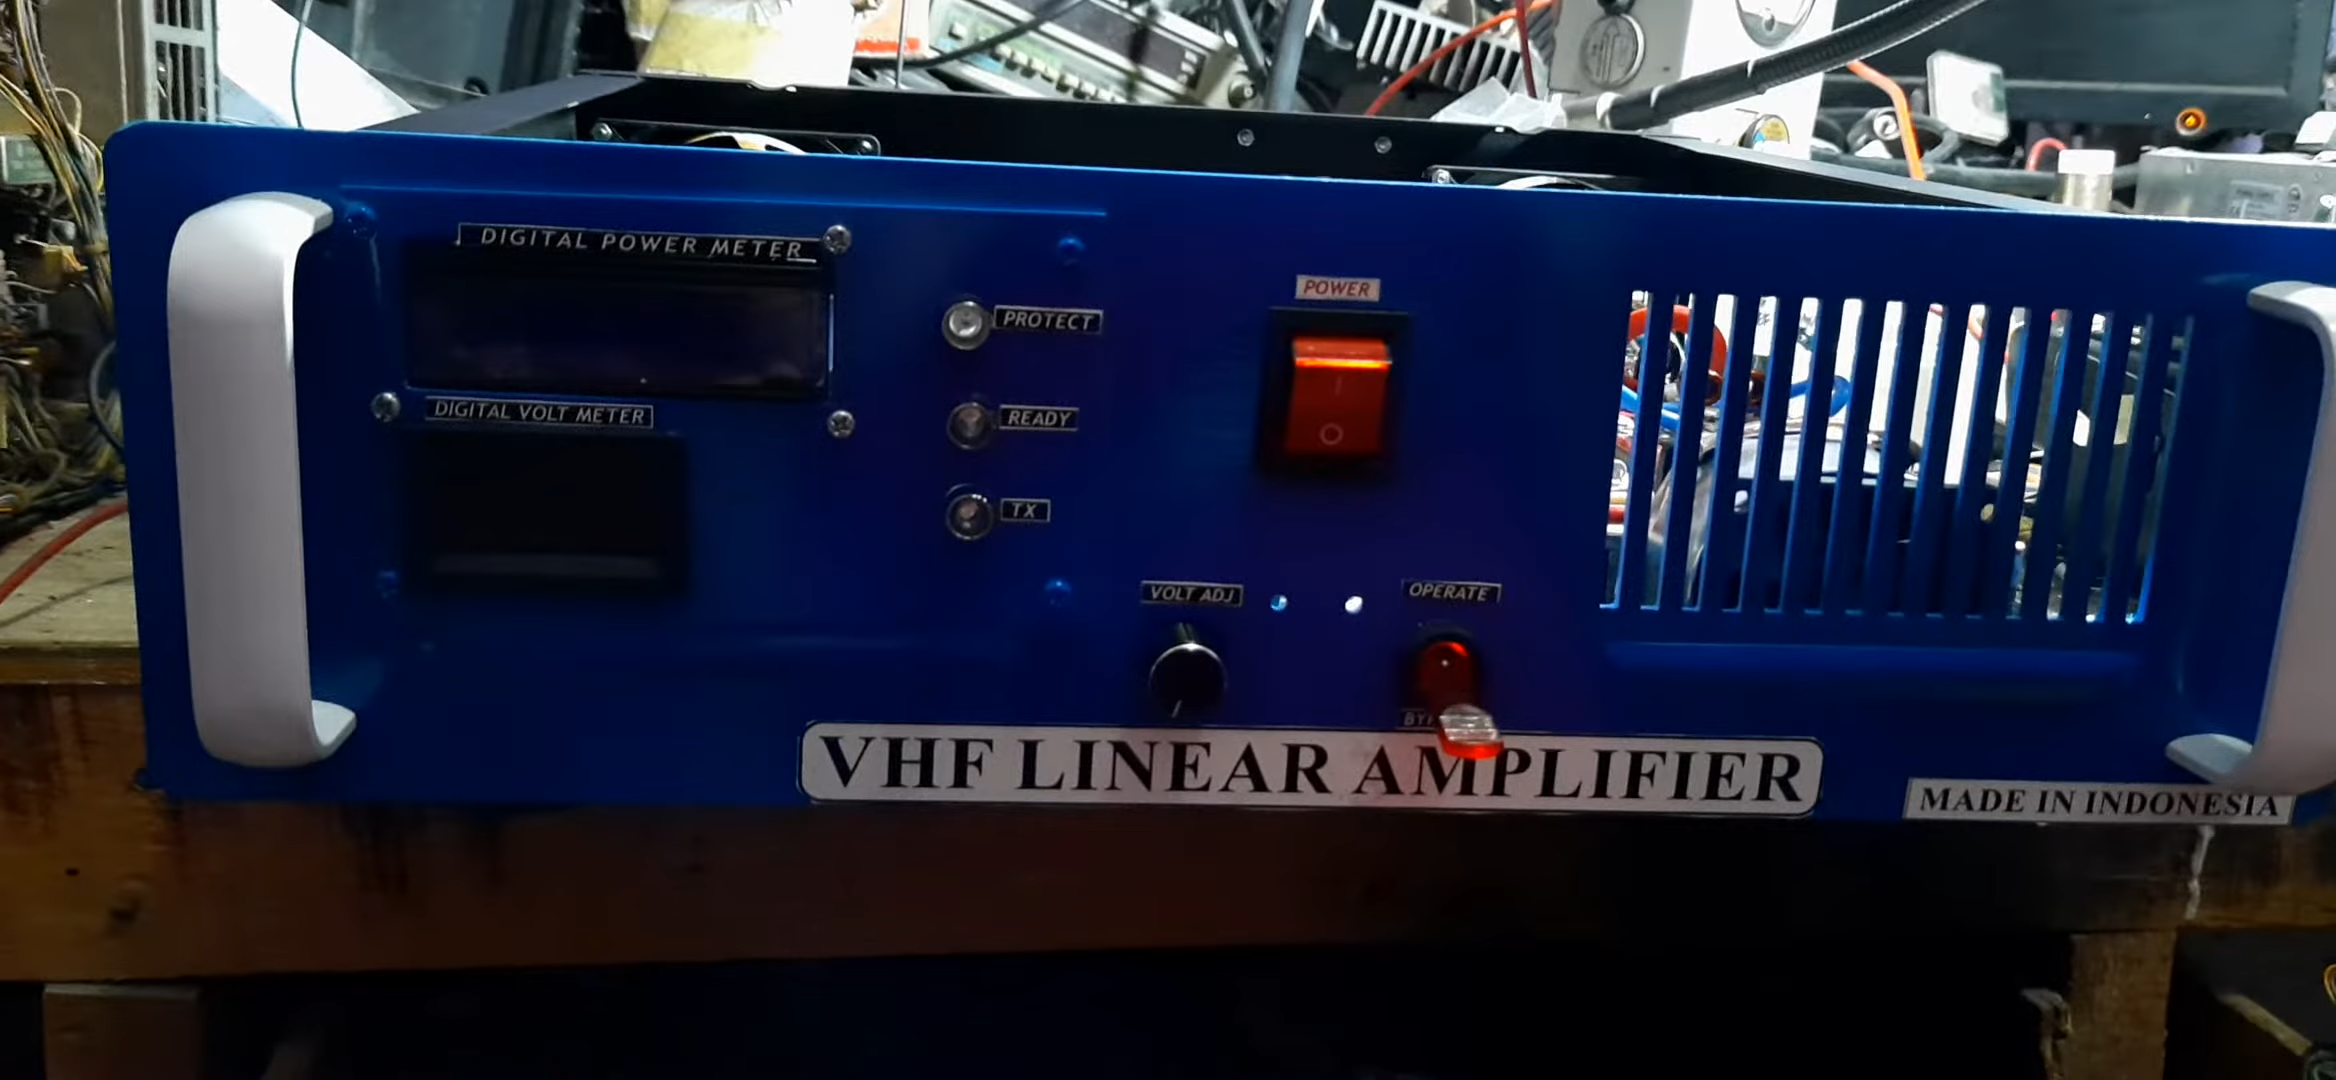 DIGITAL POWER METER
DIGITAL VOLT METER
PROTECT
READY
TX
POWER
VOLT ADJ
OPERATE
VHF LINEAR AMPLIFIER
MADE IN INDONESIA